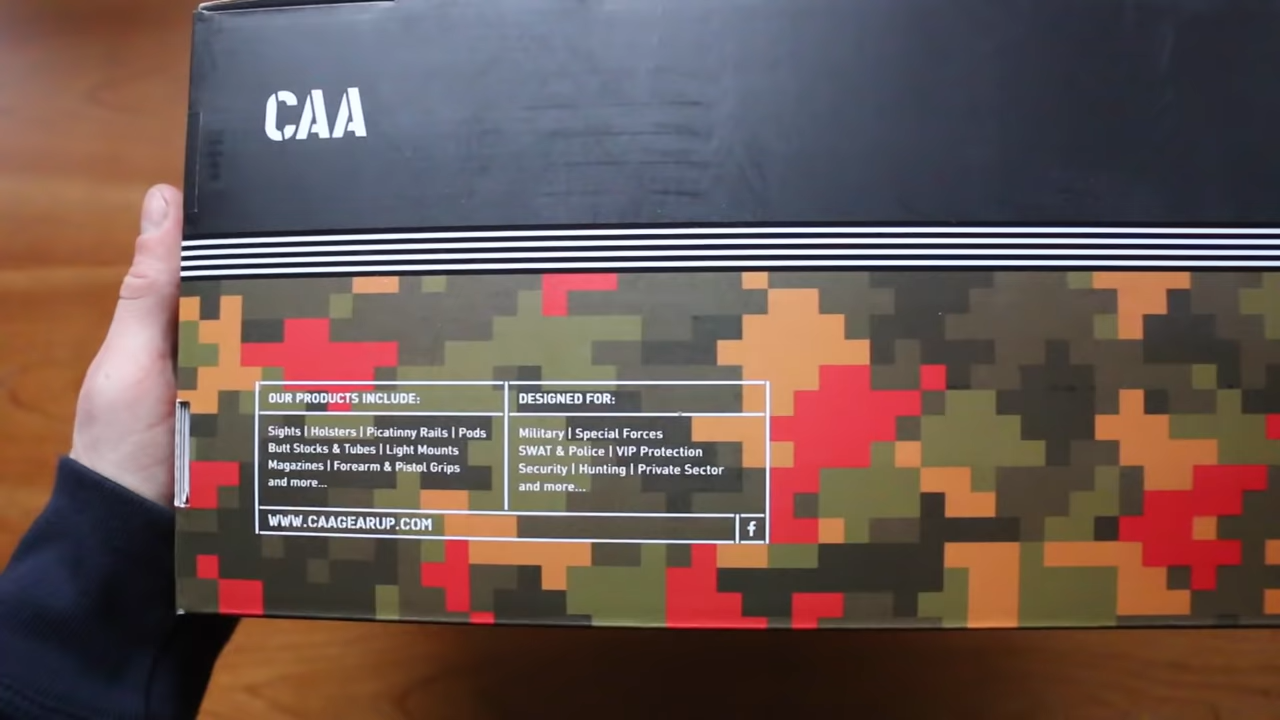 CAA
OUR PRODUCTS INCLUDE:
Sights | Holsters | Picatinny Rails | Pods
Butt Stocks & Tubes | Light Mounts
Magazines | Forearm & Pistol Grips
and more...
DESIGNED FOR:
Military | Special Forces
SWAT & Police | VIP Protection
Security | Hunting | Private Sector
and more...
WWW.CAAGEARUP.COM
f